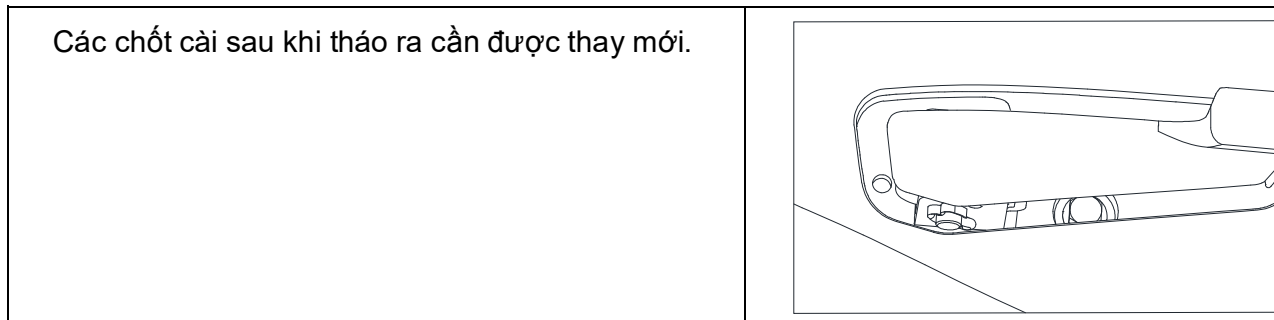 Các chốt cài sau khi tháo ra cần được thay mới.